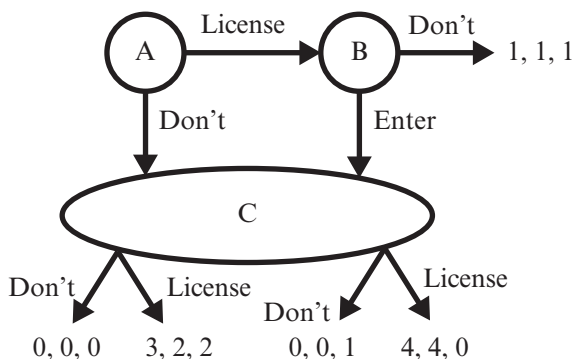 License
Don't
A
B
1, 1, 1
Don't
Enter
C
Don't
License
Don't
License
0, 0, 0
3, 2, 2
0, 0, 1
4, 4, 0